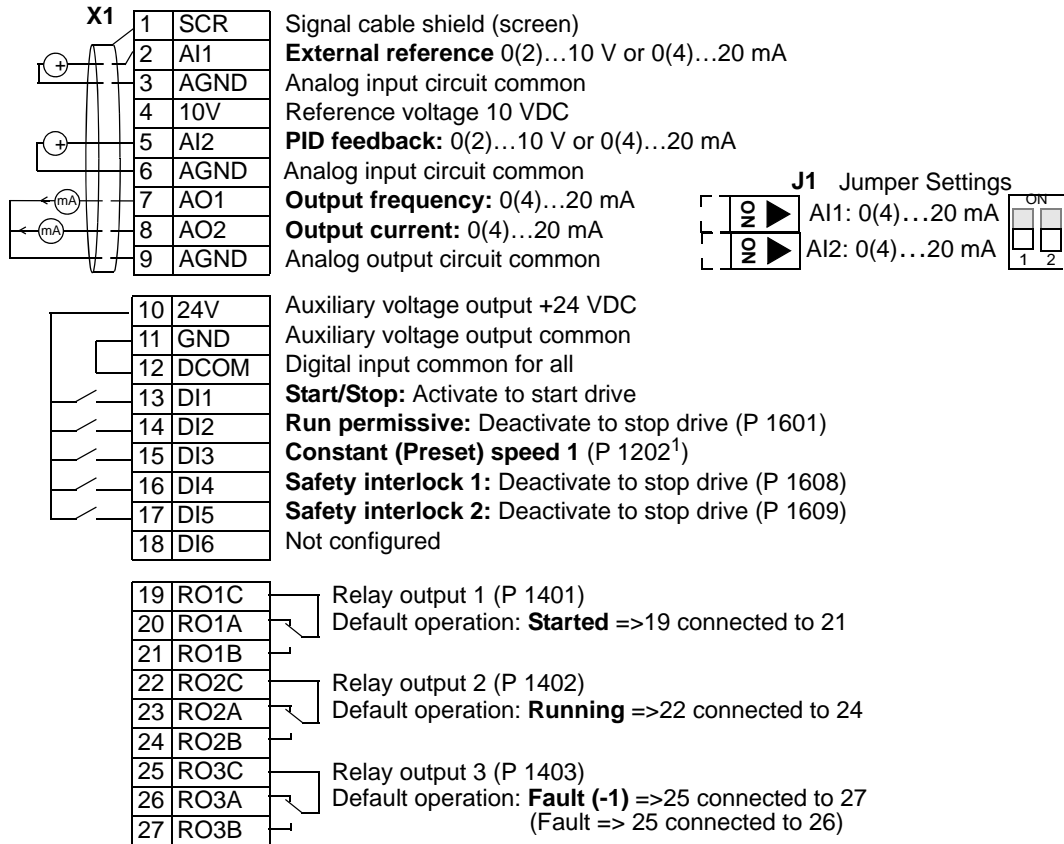 X1
1 SCR Signal cable shield (screen)
2 AI1 External reference 0(2)…10 V or 0(4)…20 mA
3 AGND Analog input circuit common
4 10V Reference voltage 10 VDC
5 AI2 PID feedback: 0(2)…10 V or 0(4)…20 mA
6 AGND Analog input circuit common
7 AO1 Output frequency: 0(4)…20 mA
8 AO2 Output current: 0(4)…20 mA
9 AGND Analog output circuit common
+
+
mA
mA
J1 Jumper Settings
ON AI1: 0(4)…20 mA
ON AI2: 0(4)…20 mA
ON
1 2
10 24V Auxiliary voltage output +24 VDC
11 GND Auxiliary voltage output common
12 DCOM Digital input common for all
13 DI1 Start/Stop: Activate to start drive
14 DI2 Run permissive: Deactivate to stop drive (P 1601)
15 DI3 Constant (Preset) speed 1 (P 1202¹)
16 DI4 Safety interlock 1: Deactivate to stop drive (P 1608)
17 DI5 Safety interlock 2: Deactivate to stop drive (P 1609)
18 DI6 Not configured
19 RO1C Relay output 1 (P 1401)
20 RO1A Default operation: Started =>19 connected to 21
21 RO1B
22 RO2C Relay output 2 (P 1402)
23 RO2A Default operation: Running =>22 connected to 24
24 RO2B
25 RO3C Relay output 3 (P 1403)
26 RO3A Default operation: Fault (-1) =>25 connected to 27
27 RO3B (Fault => 25 connected to 26)